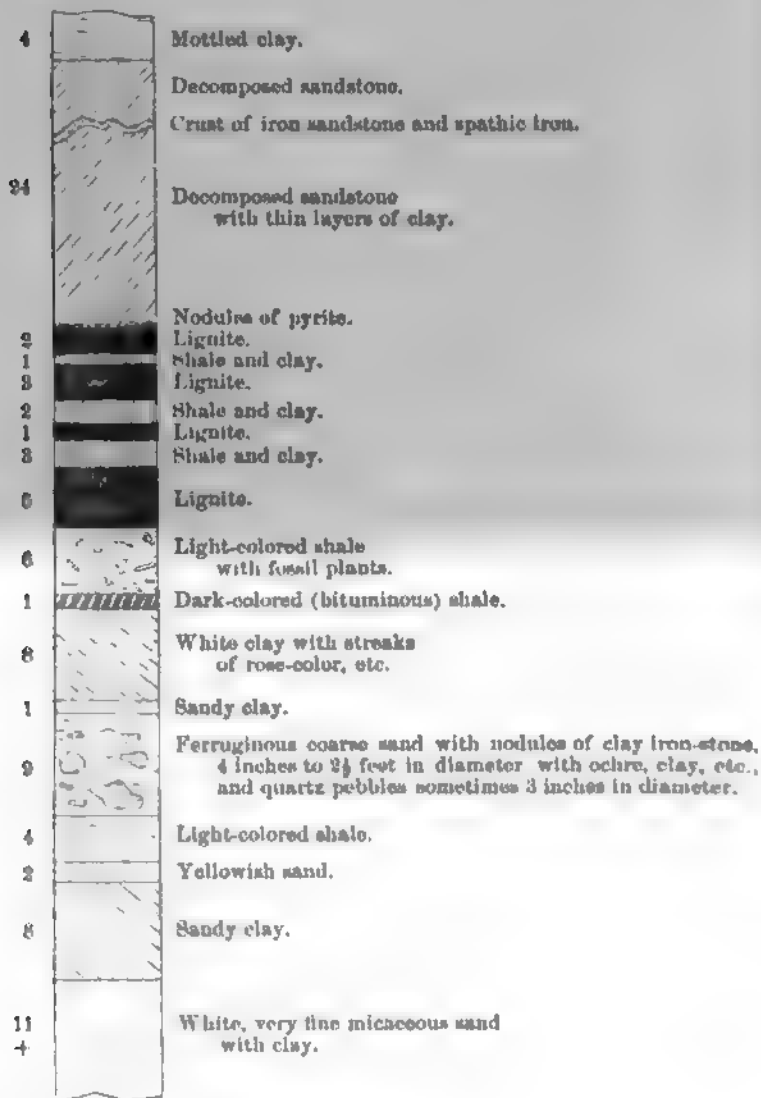 4 Mottled clay.
Decomposed sandstone.
Crust of iron sandstone and spathic iron.
24 Decomposed sandstone
with thin layers of clay.
Nodules of pyrite.
2 Lignite.
1 Shale and clay.
3 Lignite.
2 Shale and clay.
1 Lignite.
3 Shale and clay.
Lignite.
6 Light-colored shale
with fossil plants.
1 Dark-colored (bituminous) shale.
8 White clay with streaks
of rose-color, etc.
1 Sandy clay.
9 Ferruginous coarse sand with nodules of clay iron-stone,
4 inches to 2½ feet in diameter with ochre, clay, etc.,
and quartz pebbles sometimes 3 inches in diameter.
4 Light-colored shale.
2 Yellowish sand.
8 Sandy clay.
11 White, very fine micaceous sand
+ with clay.